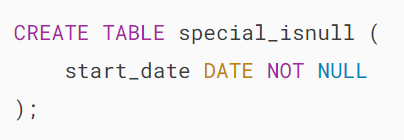 CREATE TABLE special_isnull (
    start_date DATE NOT NULL
);